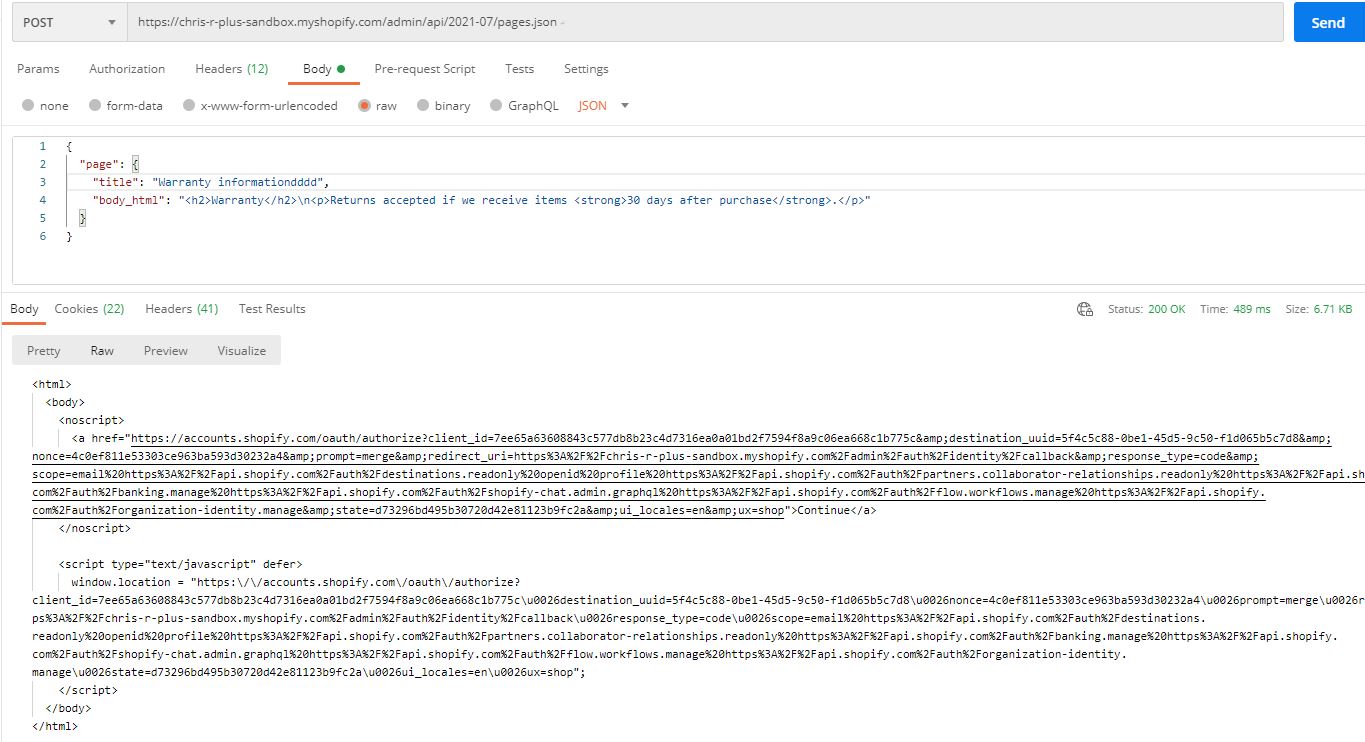 POST https://chris-r-plus-sandbox.myshopify.com/admin/api/2021-07/pages.json Send
Params Authorization Headers (12) Body Pre-request Script Tests Settings
none form-data x-www-form-urlencoded raw binary GraphQL JSON
1 {
2 "page": {
3 "title": "Warranty informationdddd",
4 "body_html": "<h2>Warranty</h2>\n<p>Returns accepted if we receive items <strong>30 days after purchase</strong>.</p>"
5 }
6 }
Body Cookies (22) Headers (41) Test Results Status: 200 OK Time: 489 ms Size: 6.71 KB
Pretty Raw Preview Visualize
<html>
<body>
<noscript>
<a href="https://accounts.shopify.com/oauth/authorize?client_id=7ee65a63608843c577db8b23c4d7316ea0a01bd2f7594f8a9c06ea668c1b775c&amp;destination_uuid=5f4c5c88-0be1-45d5-9c50-f1d065b5c7d8&amp;
nonce=4c0ef811e53303ce963ba593d30232a4&amp;prompt=merge&amp;redirect_uri=https%3A%2F%2Fchris-r-plus-sandbox.myshopify.com%2Fadmin%2Fauth%2Fidentity%2Fcallback&amp;response_type=code&amp;
scope=email%20https%3A%2F%2Fapi.shopify.com%2Fauth%2Fdestinations.readonly%20openid%20profile%20https%3A%2F%2Fapi.shopify.com%2Fauth%2Fpartners.collaborator-relationships.readonly%20https%3A%2F%2Fapi.sh
com%2Fauth%2Fbanking.manage%20https%3A%2F%2Fapi.shopify.com%2Fauth%2Fshopify-chat.admin.graphql%20https%3A%2F%2Fapi.shopify.com%2Fauth%2Fflow.workflows.manage%20https%3A%2F%2Fapi.shopify.
com%2Fauth%2Forganization-identity.manage&amp;state=d73296bd495b30720d42e81123b9fc2a&amp;ui_locales=en&amp;ux=shop">Continue</a>
</noscript>
<script type="text/javascript" defer>
window.location = "https:\/\/accounts.shopify.com\/oauth\/authorize?
client_id=7ee65a63608843c577db8b23c4d7316ea0a01bd2f7594f8a9c06ea668c1b775c\u0026destination_uuid=5f4c5c88-0be1-45d5-9c50-f1d065b5c7d8\u0026nonce=4c0ef811e53303ce963ba593d30232a4\u0026prompt=merge\u0026r
ps%3A%2F%2Fchris-r-plus-sandbox.myshopify.com%2Fadmin%2Fauth%2Fidentity%2Fcallback\u0026response_type=code\u0026scope=email%20https%3A%2F%2Fapi.shopify.com%2Fauth%2Fdestinations.
readonly%20openid%20profile%20https%3A%2F%2Fapi.shopify.com%2Fauth%2Fpartners.collaborator-relationships.readonly%20https%3A%2F%2Fapi.shopify.com%2Fauth%2Fbanking.manage%20https%3A%2F%2Fapi.shopify.
com%2Fauth%2Fshopify-chat.admin.graphql%20https%3A%2F%2Fapi.shopify.com%2Fauth%2Fflow.workflows.manage%20https%3A%2F%2Fapi.shopify.com%2Fauth%2Forganization-identity.
manage\u0026state=d73296bd495b30720d42e81123b9fc2a\u0026ui_locales=en\u0026ux=shop";
</script>
</body>
</html>